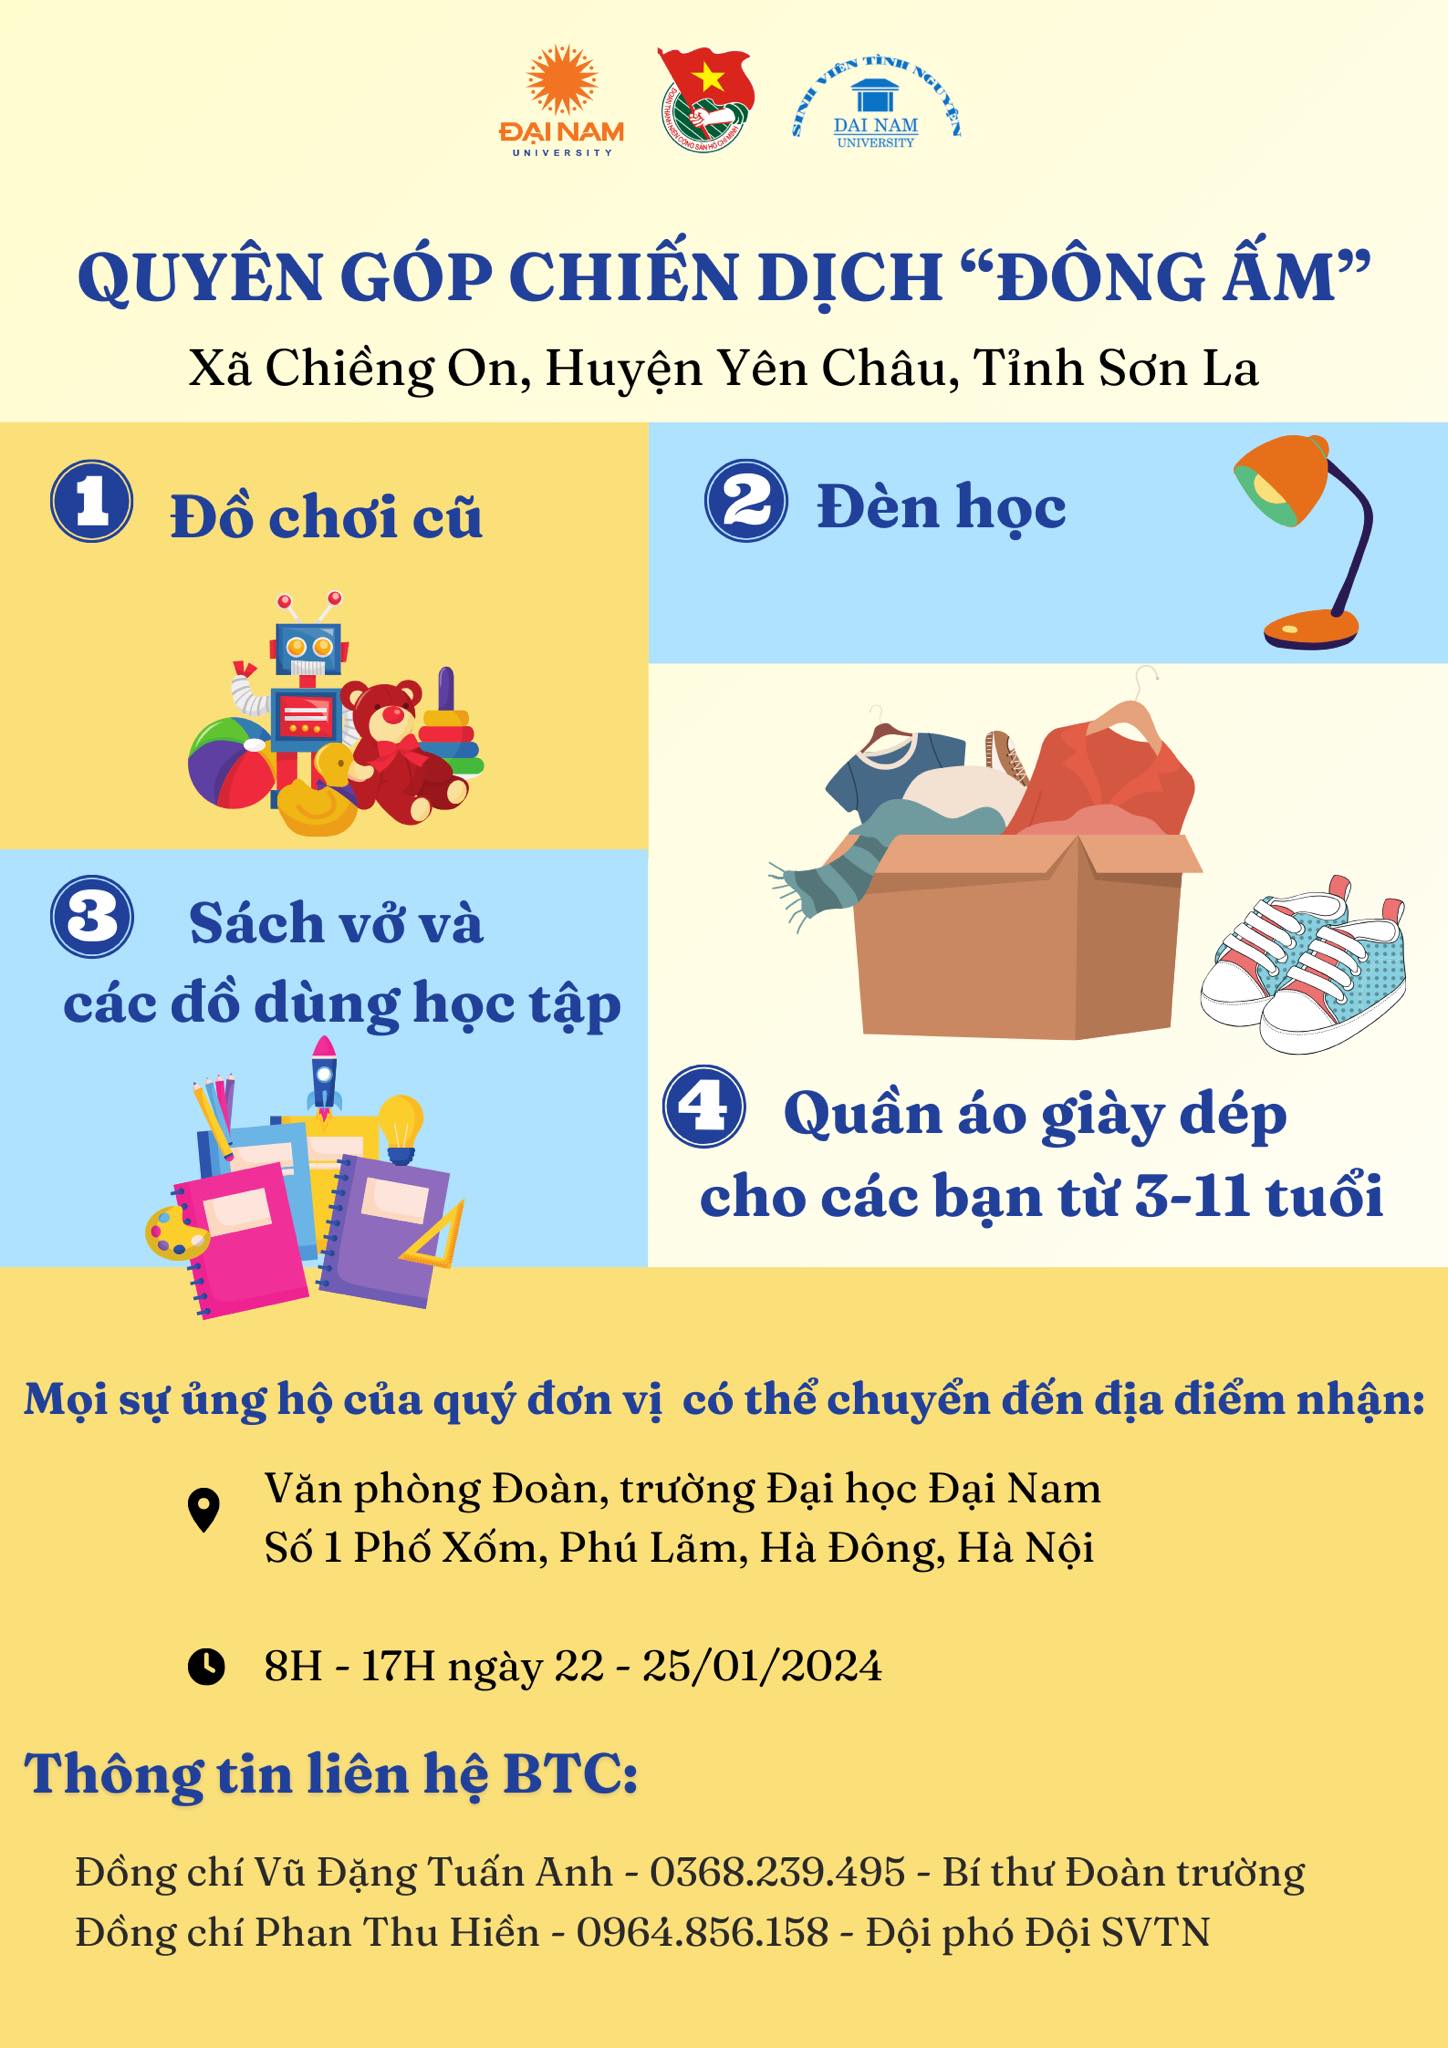 ĐẠI NAM
UNIVERSITY
ĐOÀN THANH NIÊN CỘNG SẢN HỒ CHÍ MINH
SINH VIÊN TÌNH NGUYỆN
DAI NAM
UNIVERSITY
QUYÊN GÓP CHIẾN DỊCH “ĐÔNG ẤM”
Xã Chiềng On, Huyện Yên Châu, Tỉnh Sơn La
1 Đồ chơi cũ
2 Đèn học
3 Sách vở và
các đồ dùng học tập
4 Quần áo giày dép
cho các bạn từ 3-11 tuổi
Mọi sự ủng hộ của quý đơn vị có thể chuyển đến địa điểm nhận:
Văn phòng Đoàn, trường Đại học Đại Nam
Số 1 Phố Xốm, Phú Lãm, Hà Đông, Hà Nội
8H - 17H ngày 22 - 25/01/2024
Thông tin liên hệ BTC:
Đồng chí Vũ Đặng Tuấn Anh - 0368.239.495 - Bí thư Đoàn trường
Đồng chí Phan Thu Hiền - 0964.856.158 - Đội phó Đội SVTN